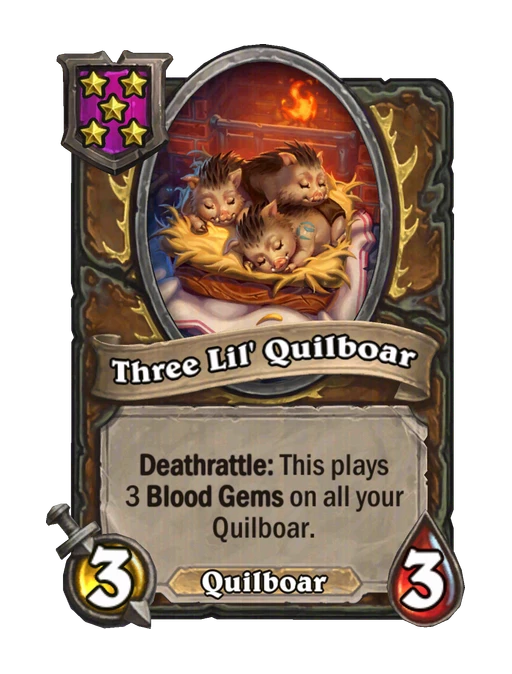 Three Lil' Quilboar
Deathrattle: This plays
3 Blood Gems on all your
Quilboar.
3
Quilboar
3